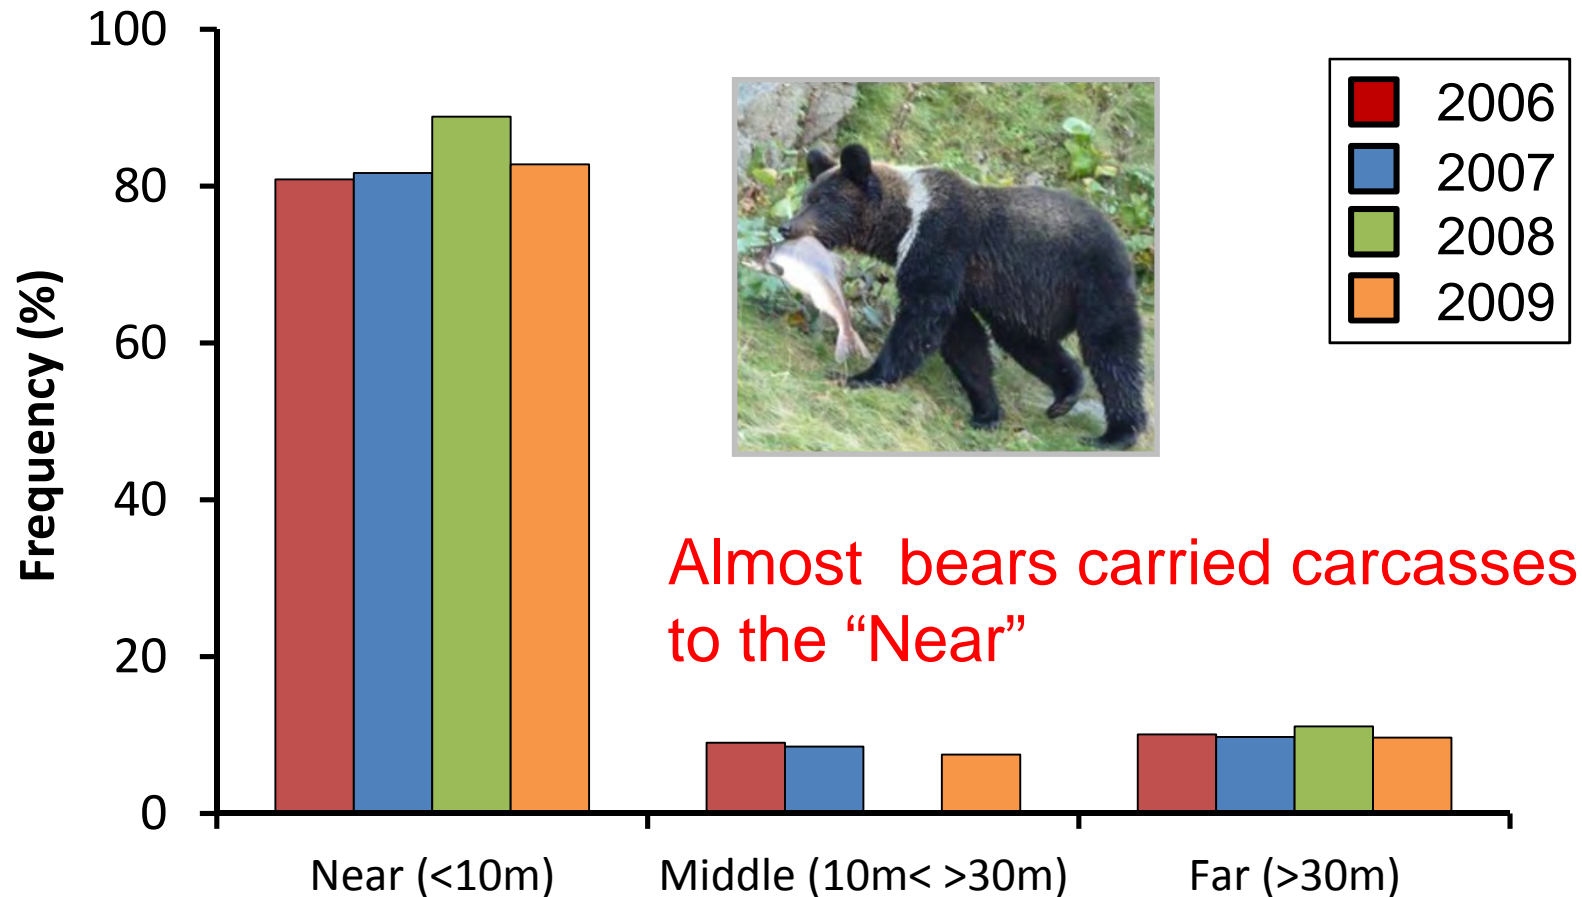 100
80
60
40
20
0
Frequency (%)
2006
2007
2008
2009
Almost bears carried carcasses
to the “Near”
Near (<10m)
Middle (10m< >30m)
Far (>30m)